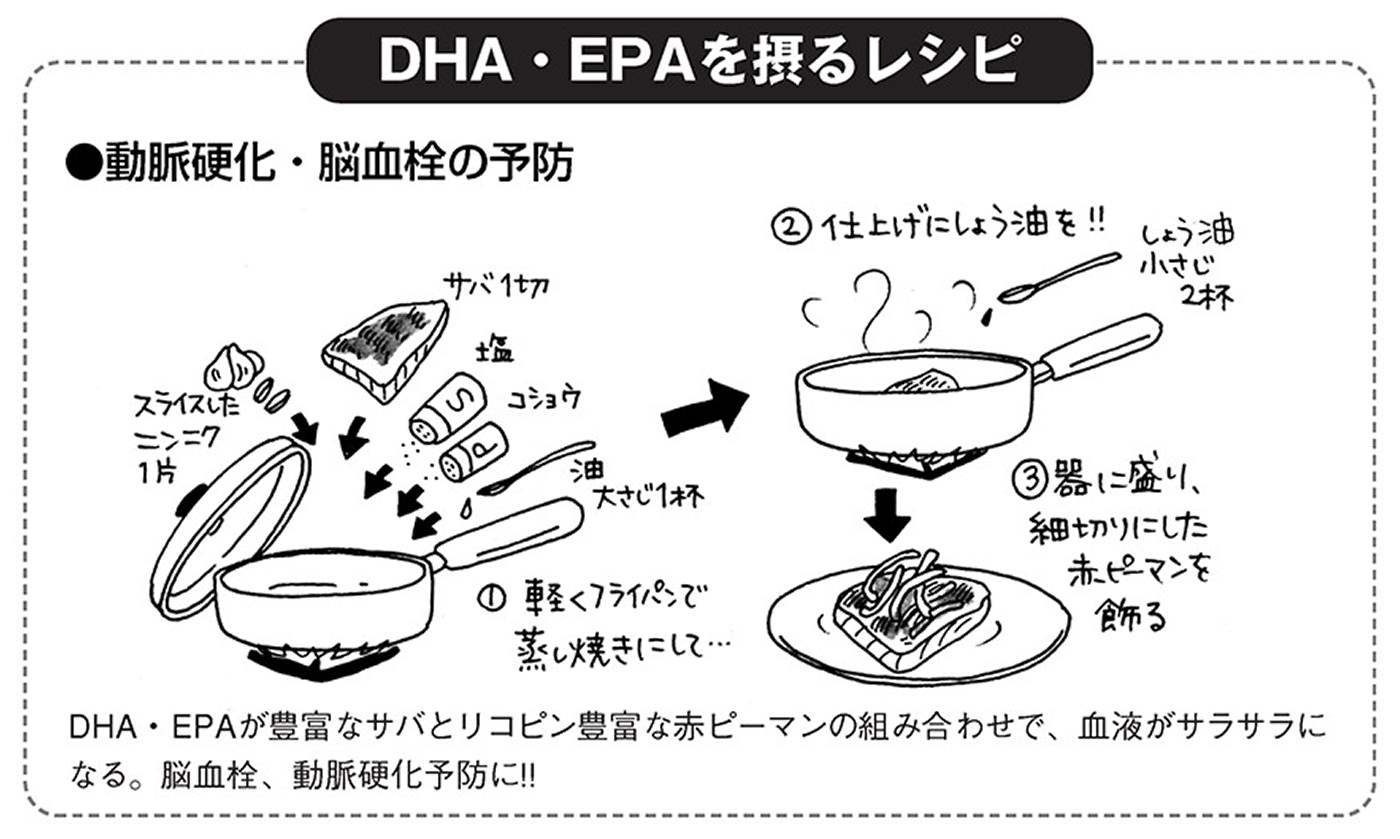 DHA・EPAを摂るレシピ
●動脈硬化・脳血栓の予防
サバ1切
塩
コショウ
スライスした
ニンニク
1片
S
P
油
大さじ1杯
① 軽くフライパンで
蒸し焼きにして…
② 仕上げにしょう油を!!
しょう油
小さじ
2杯
③ 器に盛り、
細切りにした
赤ピーマンを
飾る
DHA・EPAが豊富なサバとリコピン豊富な赤ピーマンの組み合わせで、血液がサラサラに
なる。脳血栓、動脈硬化予防に!!